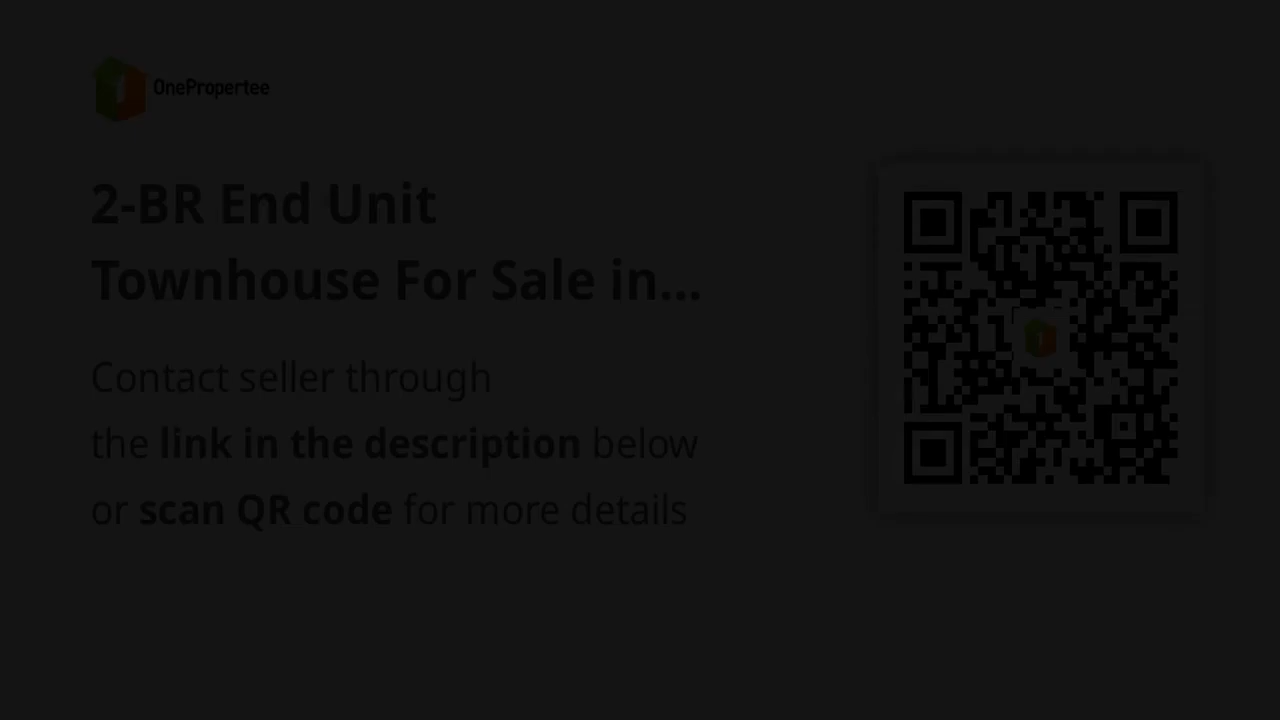 OnePropertee
2-BR End Unit
Townhouse For Sale in...
Contact seller through
the link in the description below
or scan QR code for more details